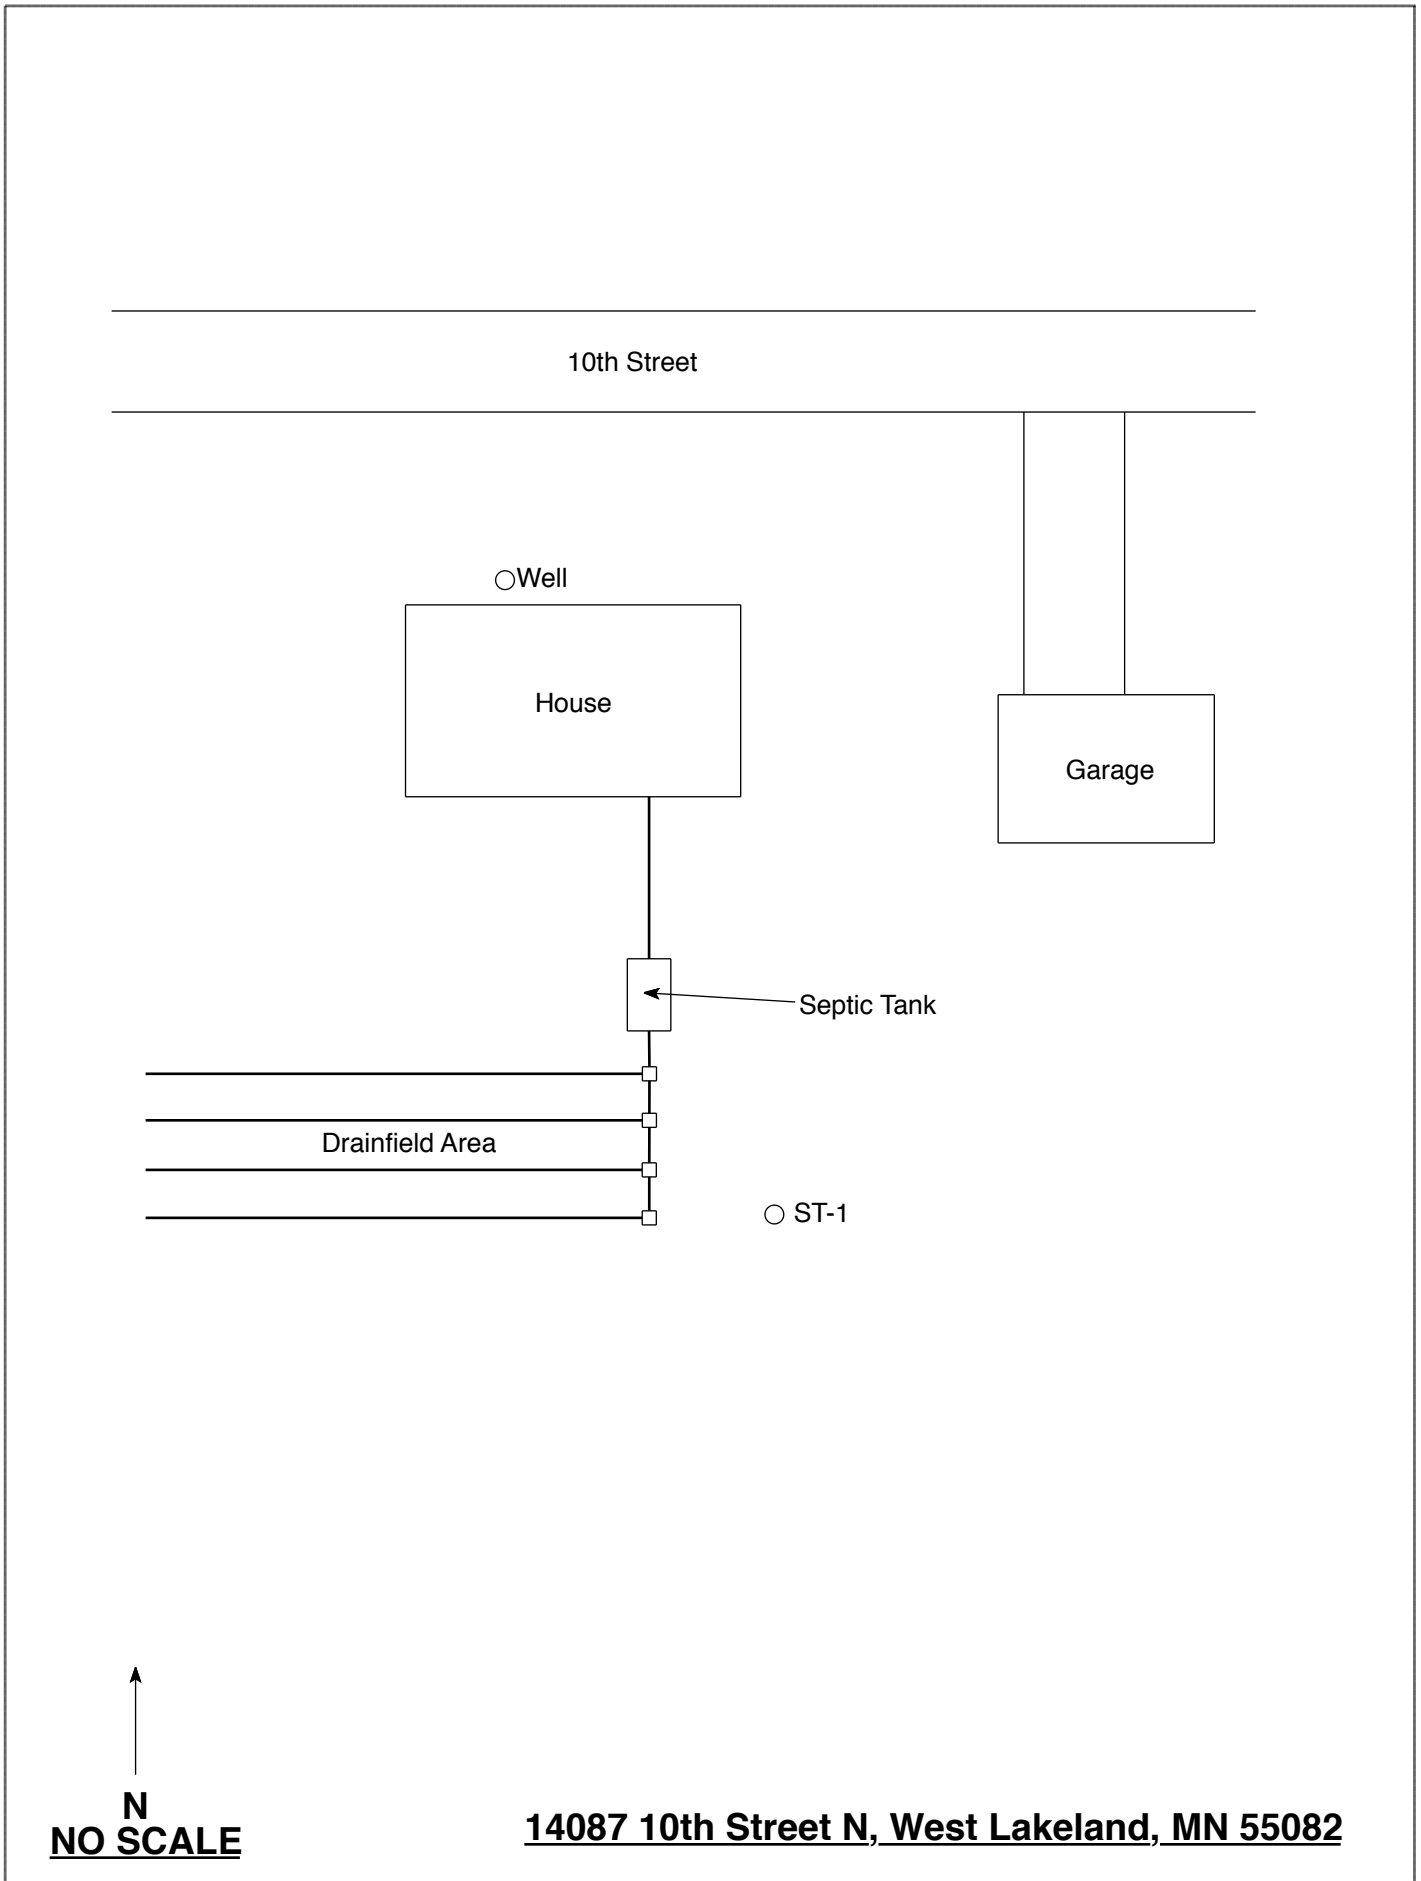 10th Street
Well
House
Garage
Septic Tank
Drainfield Area
ST-1
N
NO SCALE
14087 10th Street N, West Lakeland, MN 55082